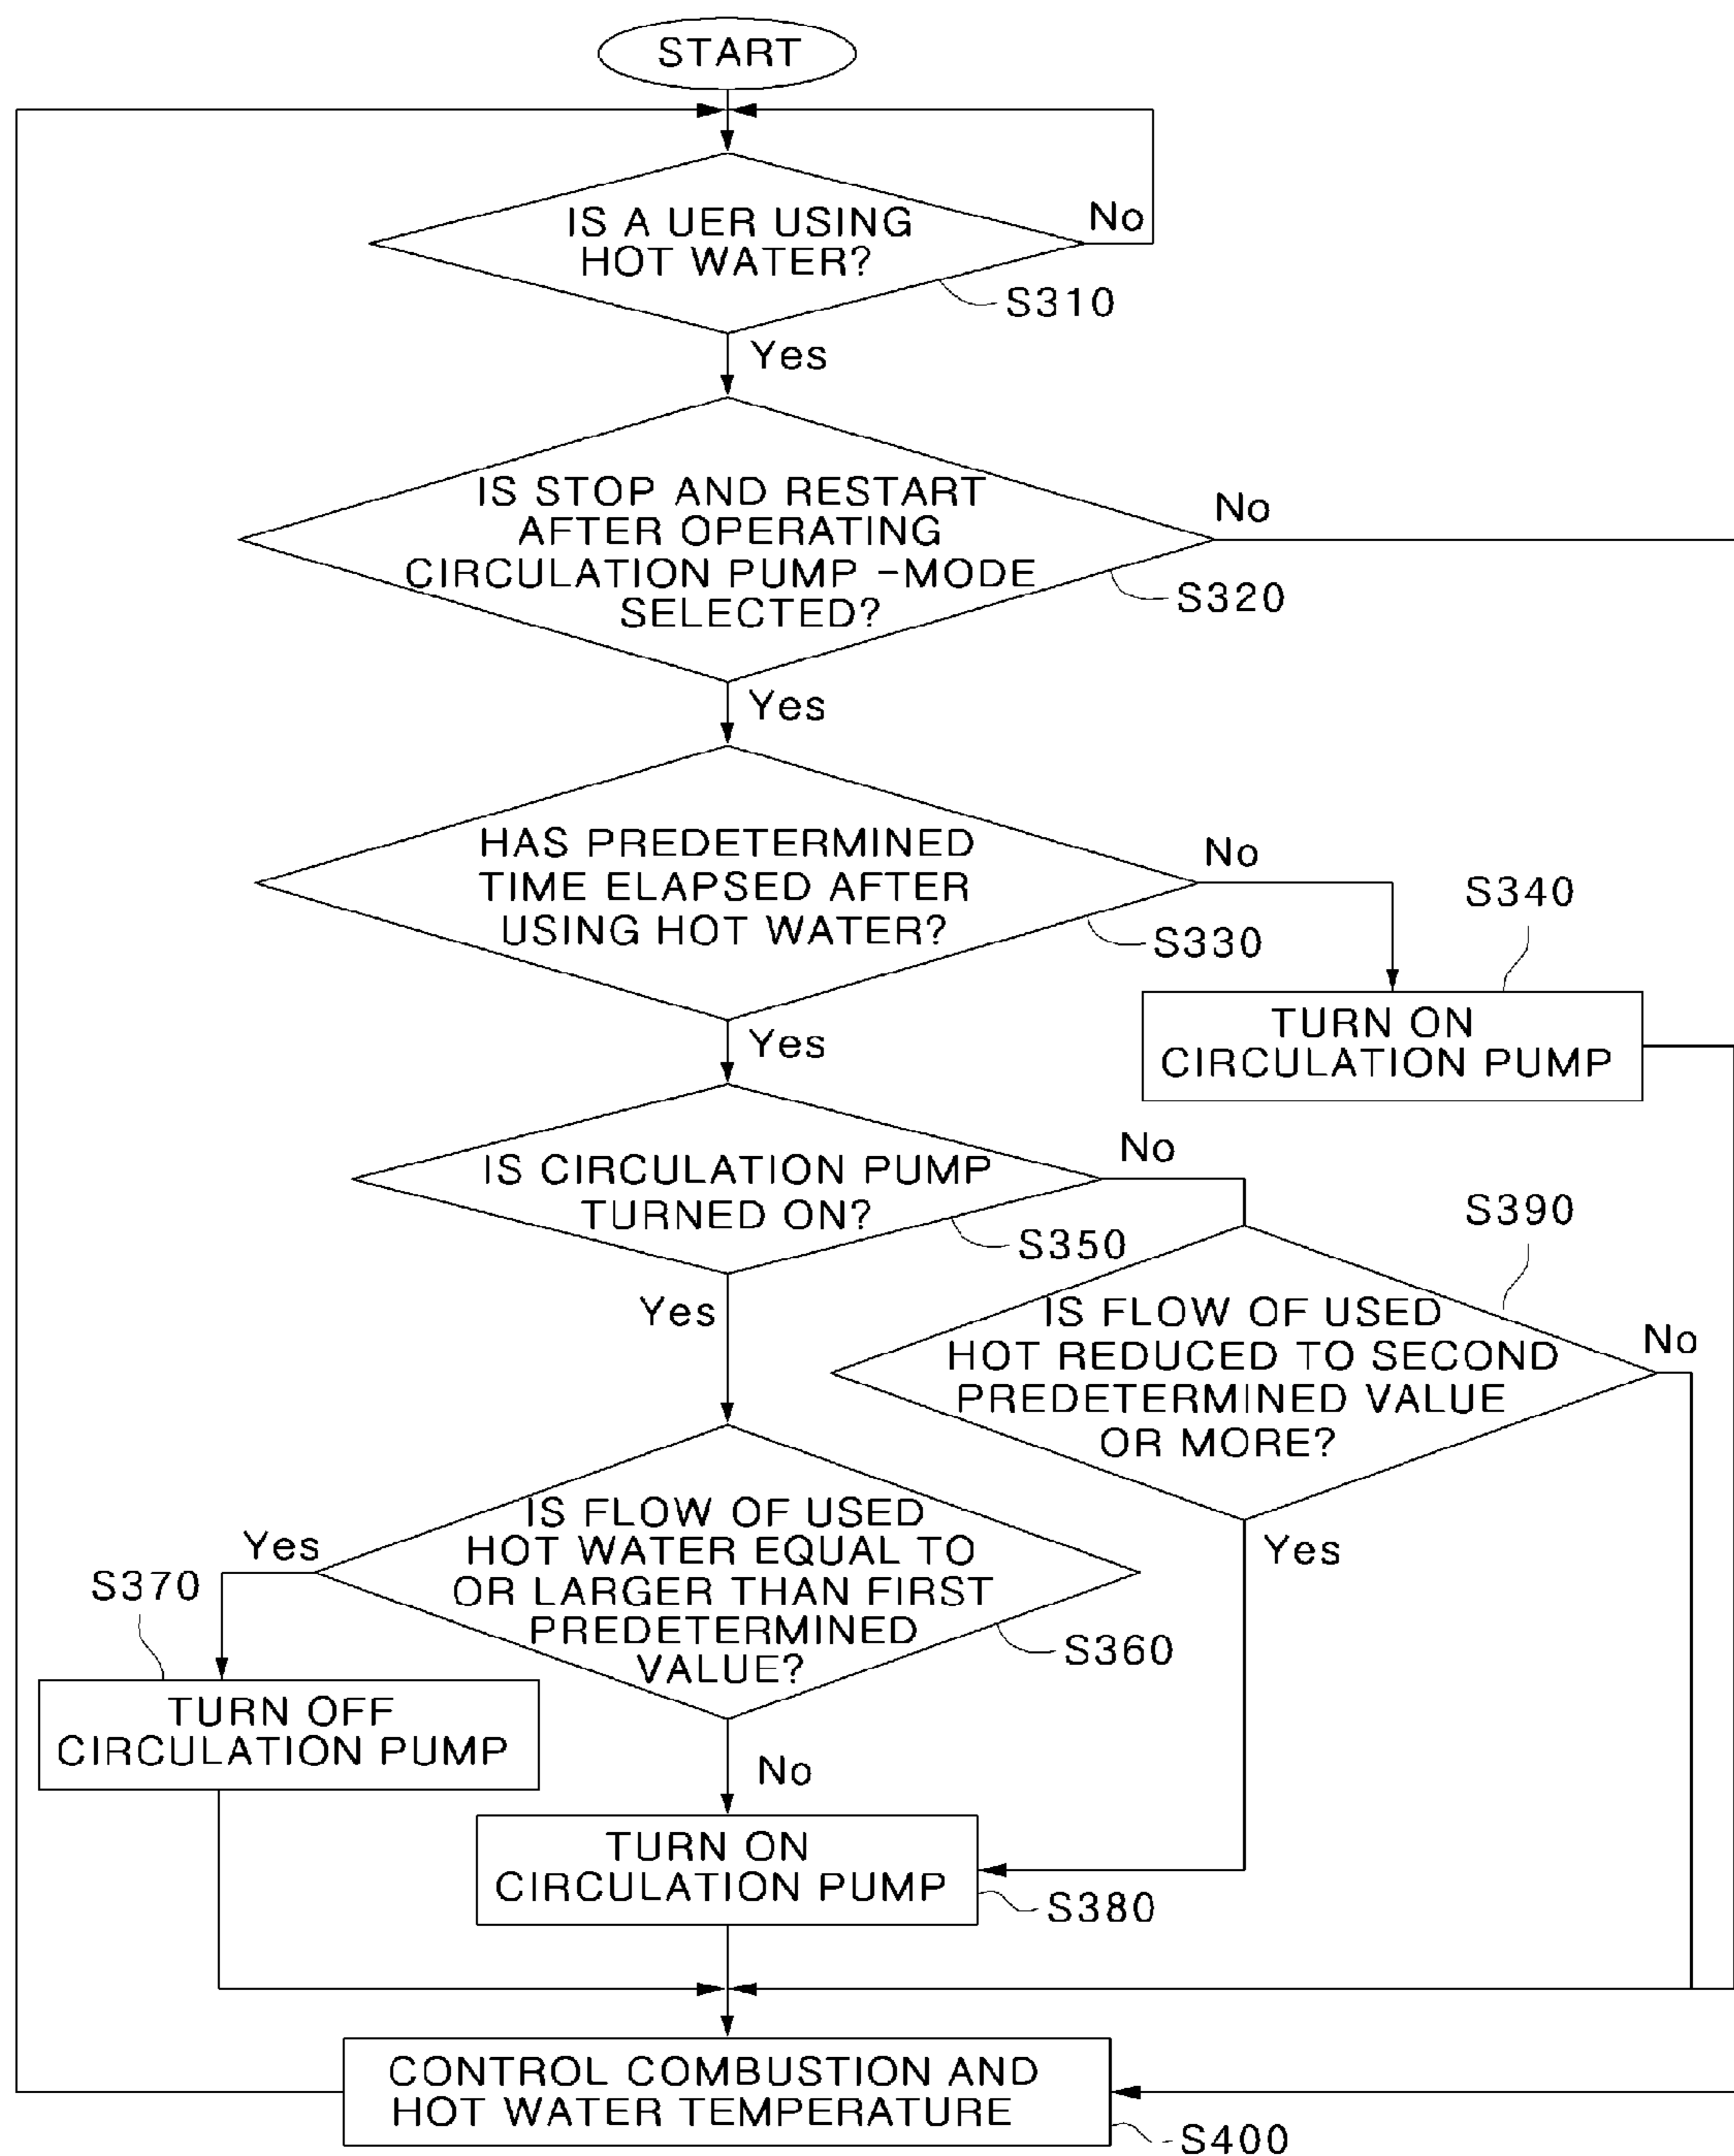 START
IS A UER USING
HOT WATER?
No
S310
Yes
IS STOP AND RESTART
AFTER OPERATING
CIRCULATION PUMP -MODE
SELECTED?
No
S320
Yes
HAS PREDETERMINED
TIME ELAPSED AFTER
USING HOT WATER?
No
S330
S340
TURN ON
CIRCULATION PUMP
Yes
IS CIRCULATION PUMP
TURNED ON?
No
S350
S390
IS FLOW OF USED
HOT REDUCED TO SECOND
PREDETERMINED VALUE
OR MORE?
No
Yes
Yes
IS FLOW OF USED
HOT WATER EQUAL TO
OR LARGER THAN FIRST
PREDETERMINED
VALUE?
Yes
S360
S370
TURN OFF
CIRCULATION PUMP
No
TURN ON
CIRCULATION PUMP
S380
CONTROL COMBUSTION AND
HOT WATER TEMPERATURE
S400